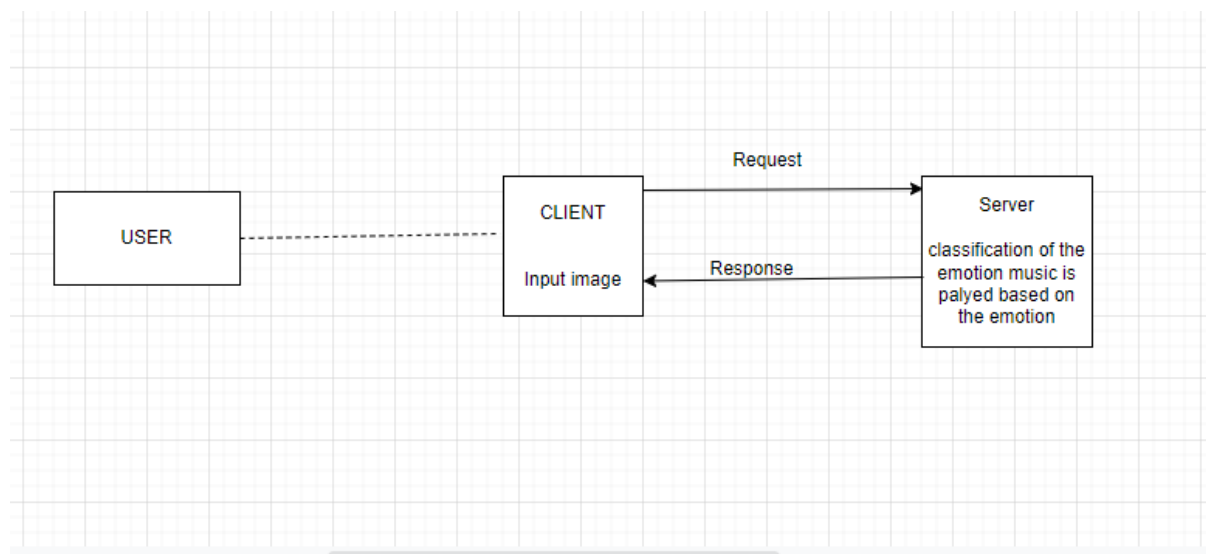 USER
CLIENT
Input image
Request
Response
Server
classification of the
emotion music is
palyed based on
the emotion